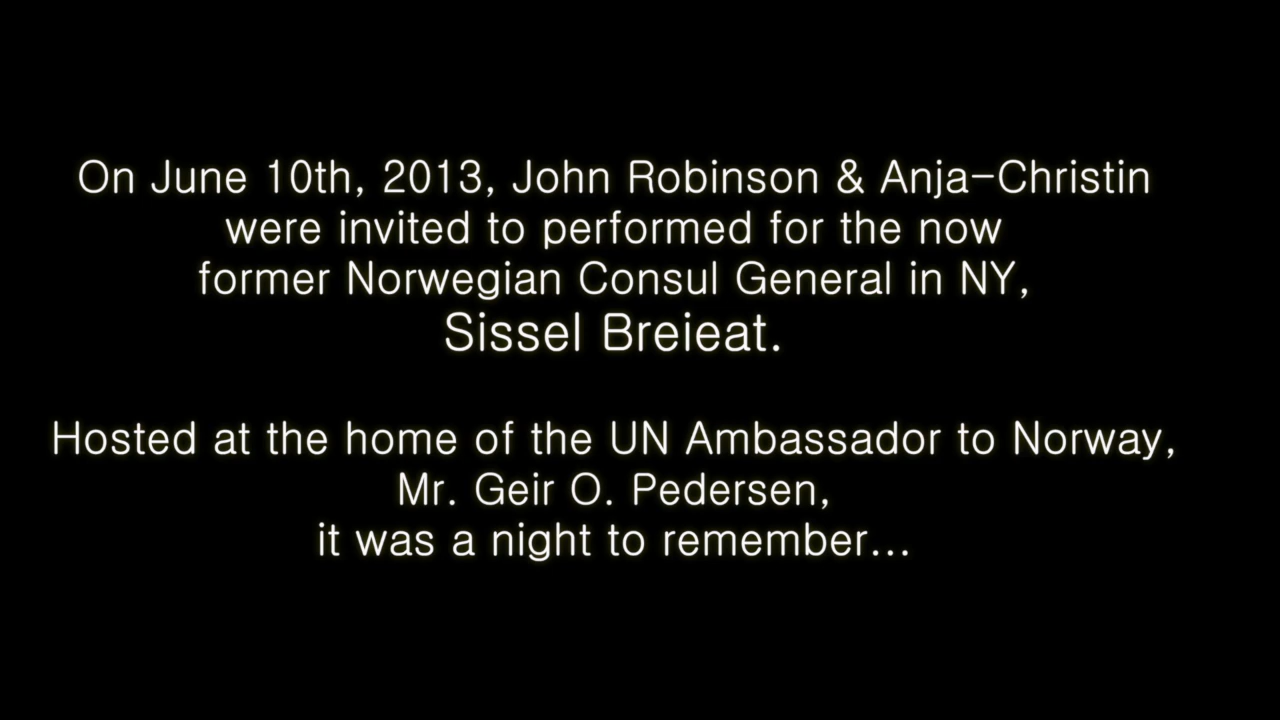 On June 10th, 2013, John Robinson & Anja-Christin
were invited to performed for the now
former Norwegian Consul General in NY,
Sissel Breieat.
Hosted at the home of the UN Ambassador to Norway,
Mr. Geir O. Pedersen,
it was a night to remember...